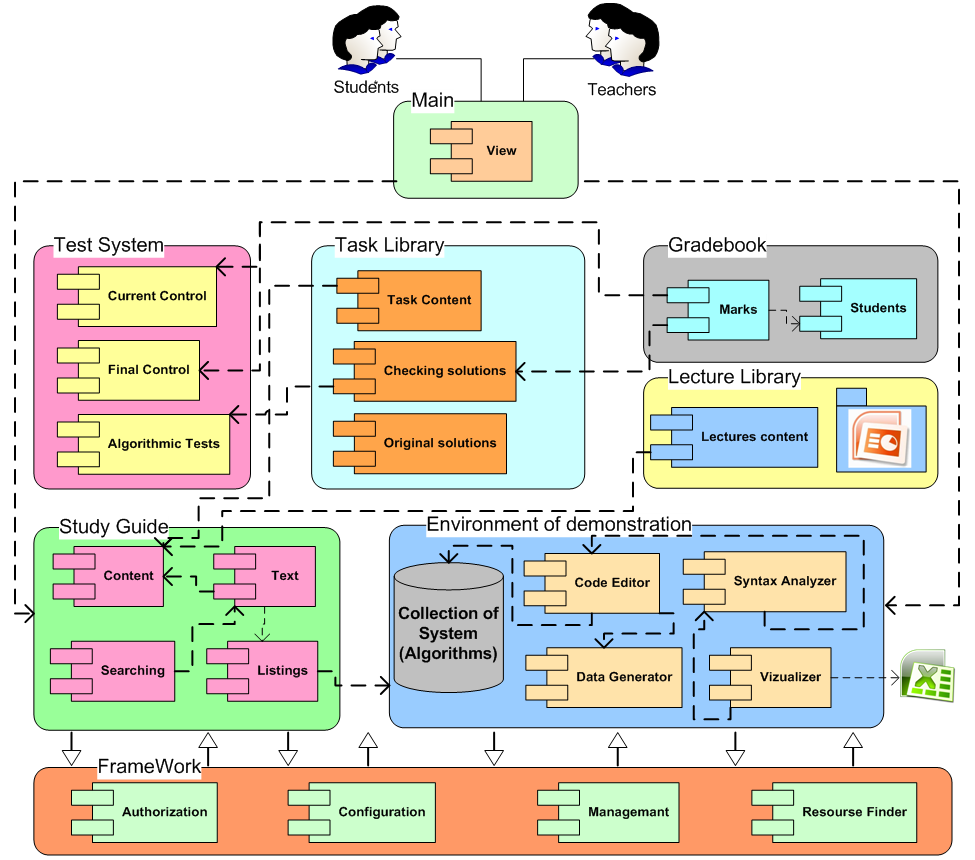 Students
Teachers
Main
View
Test System
Task Library
Gradebook
Current Control
Task Content
Marks
Students
Final Control
Checking solutions
Lecture Library
Algorithmic Tests
Original solutions
Lectures content
Study Guide
Environment of demonstration
Content
Text
Code Editor
Syntax Analyzer
Collection of
System
(Algorithms)
Searching
Listings
Data Generator
Vizualizer
FrameWork
Authorization
Configuration
Managemant
Resourse Finder